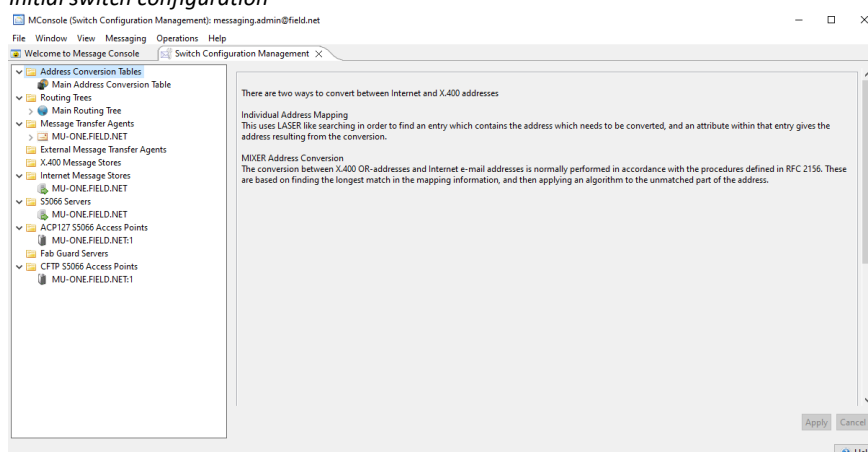 Initial switch configuration
MConsole (Switch Configuration Management): messaging.admin@field.net
File Window View Messaging Operations Help
Welcome to Message Console Switch Configuration Management
Address Conversion Tables
Main Address Conversion Table
Routing Trees
Main Routing Tree
Message Transfer Agents
MU-ONE.FIELD.NET
External Message Transfer Agents
X.400 Message Stores
Internet Message Stores
MU-ONE.FIELD.NET
S5066 Servers
MU-ONE.FIELD.NET
ACP127 S5066 Access Points
MU-ONE.FIELD.NET:1
Fab Guard Servers
CFTP S5066 Access Points
MU-ONE.FIELD.NET:1
There are two ways to convert between Internet and X.400 addresses
Individual Address Mapping
This uses LASER like searching in order to find an entry which contains the address which needs to be converted, and an attribute within that entry gives the
address resulting from the conversion.
MIXER Address Conversion
The conversion between X.400 OR-addresses and Internet e-mail addresses is normally performed in accordance with the procedures defined in RFC 2156. These
are based on finding the longest match in the mapping information, and then applying an algorithm to the unmatched part of the address.
Apply Cancel